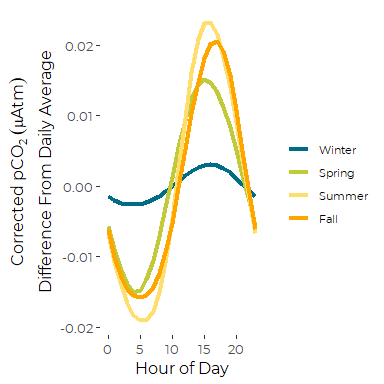 Corrected pCO₂ (µAtm)
Difference From Daily Average
0.02
0.01
0.00
-0.01
-0.02
0 5 10 15 20
Hour of Day
Winter
Spring
Summer
Fall